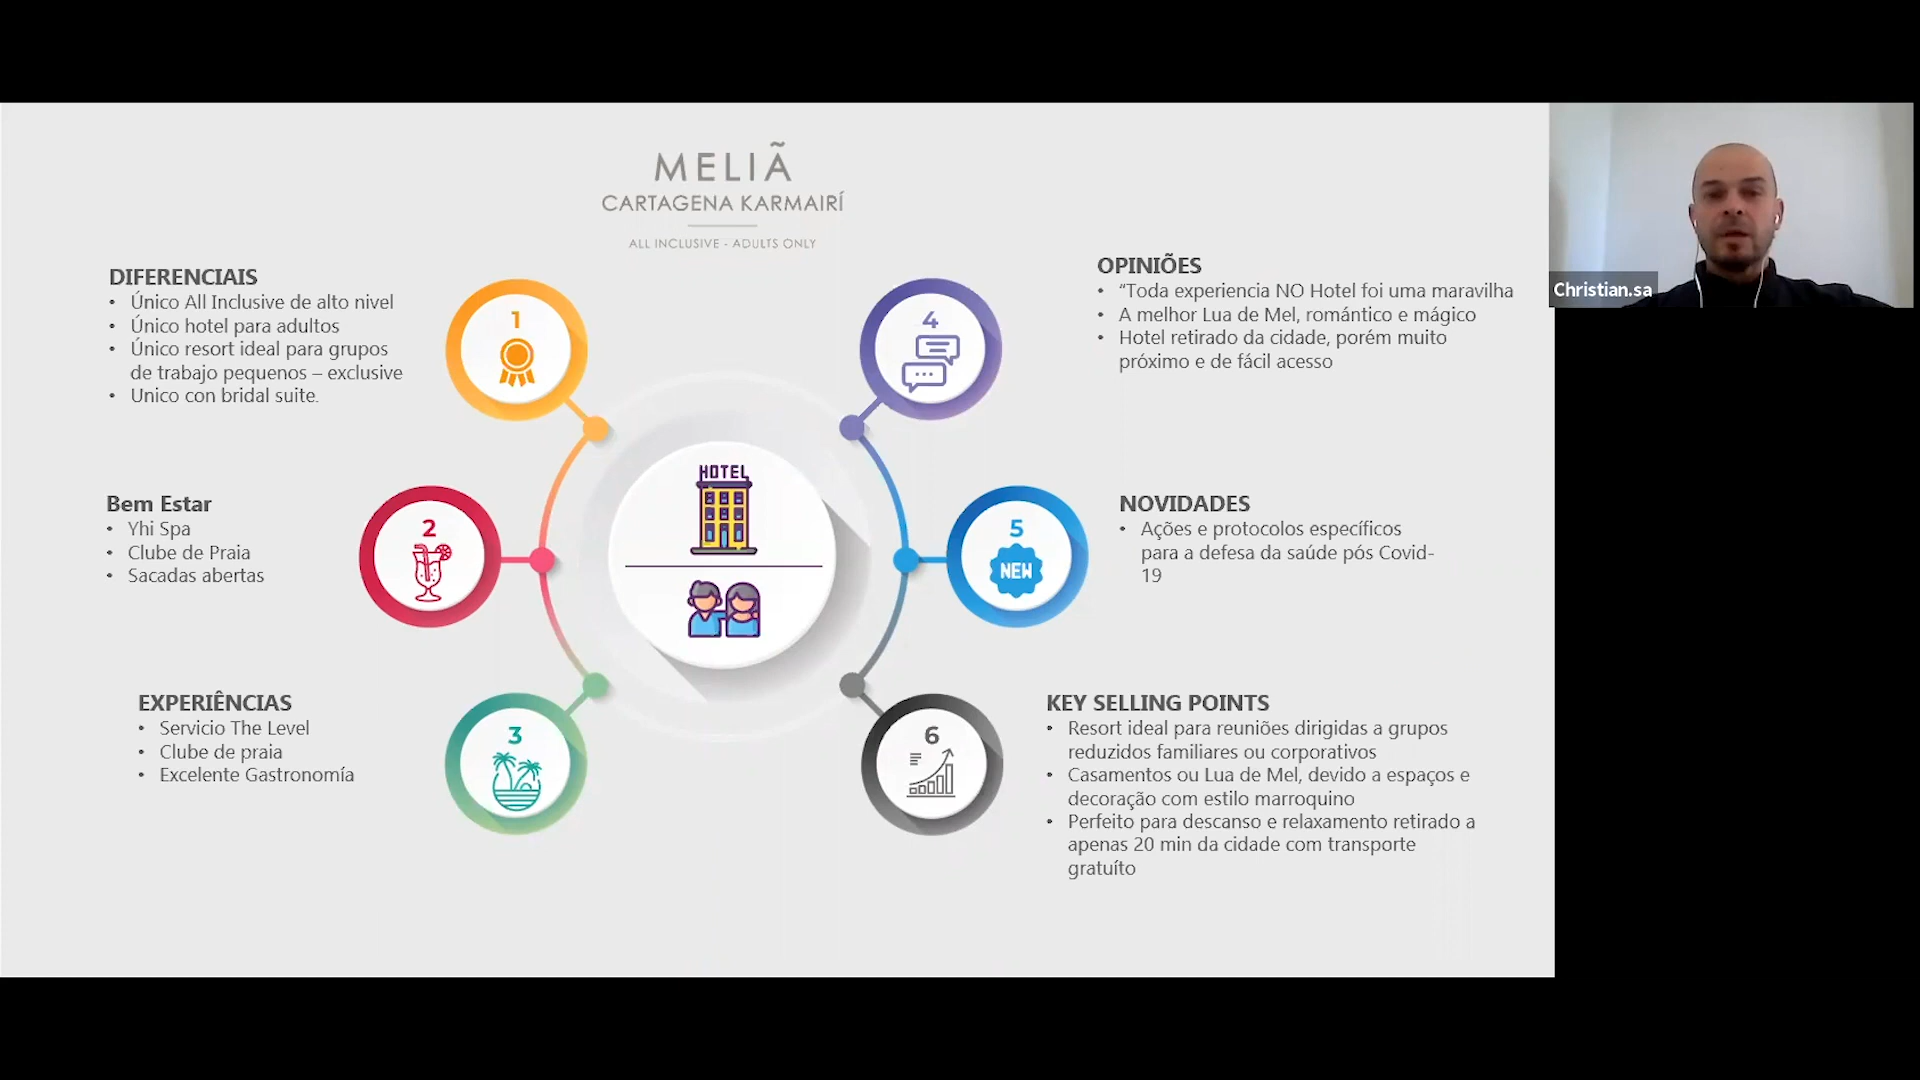 MELIÃ
CARTAGENA KARMAIRÍ
ALL INCLUSIVE - ADULTS ONLY
DIFERENCIAIS
• Único All Inclusive de alto nivel
• Único hotel para adultos
• Único resort ideal para grupos
de trabajo pequenos – exclusive
• Unico con bridal suite.
1
Bem Estar
• Yhi Spa
• Clube de Praia
• Sacadas abertas
2
EXPERIÊNCIAS
• Servicio The Level
• Clube de praia
• Excelente Gastronomía
3
HOTEL
4
OPINIÕES
• “Toda experiencia NO Hotel foi uma maravilha
• A melhor Lua de Mel, romántico e mágico
• Hotel retirado da cidade, porém muito
próximo e de fácil acesso
5
NEW
NOVIDADES
• Ações e protocolos específicos
para a defesa da saúde pós Covid-
19
6
KEY SELLING POINTS
• Resort ideal para reuniões dirigidas a grupos
reduzidos familiares ou corporativos
• Casamentos ou Lua de Mel, devido a espaços e
decoração com estilo marroquino
• Perfeito para descanso e relaxamento retirado a
apenas 20 min da cidade com transporte
gratuíto
Christian.sa